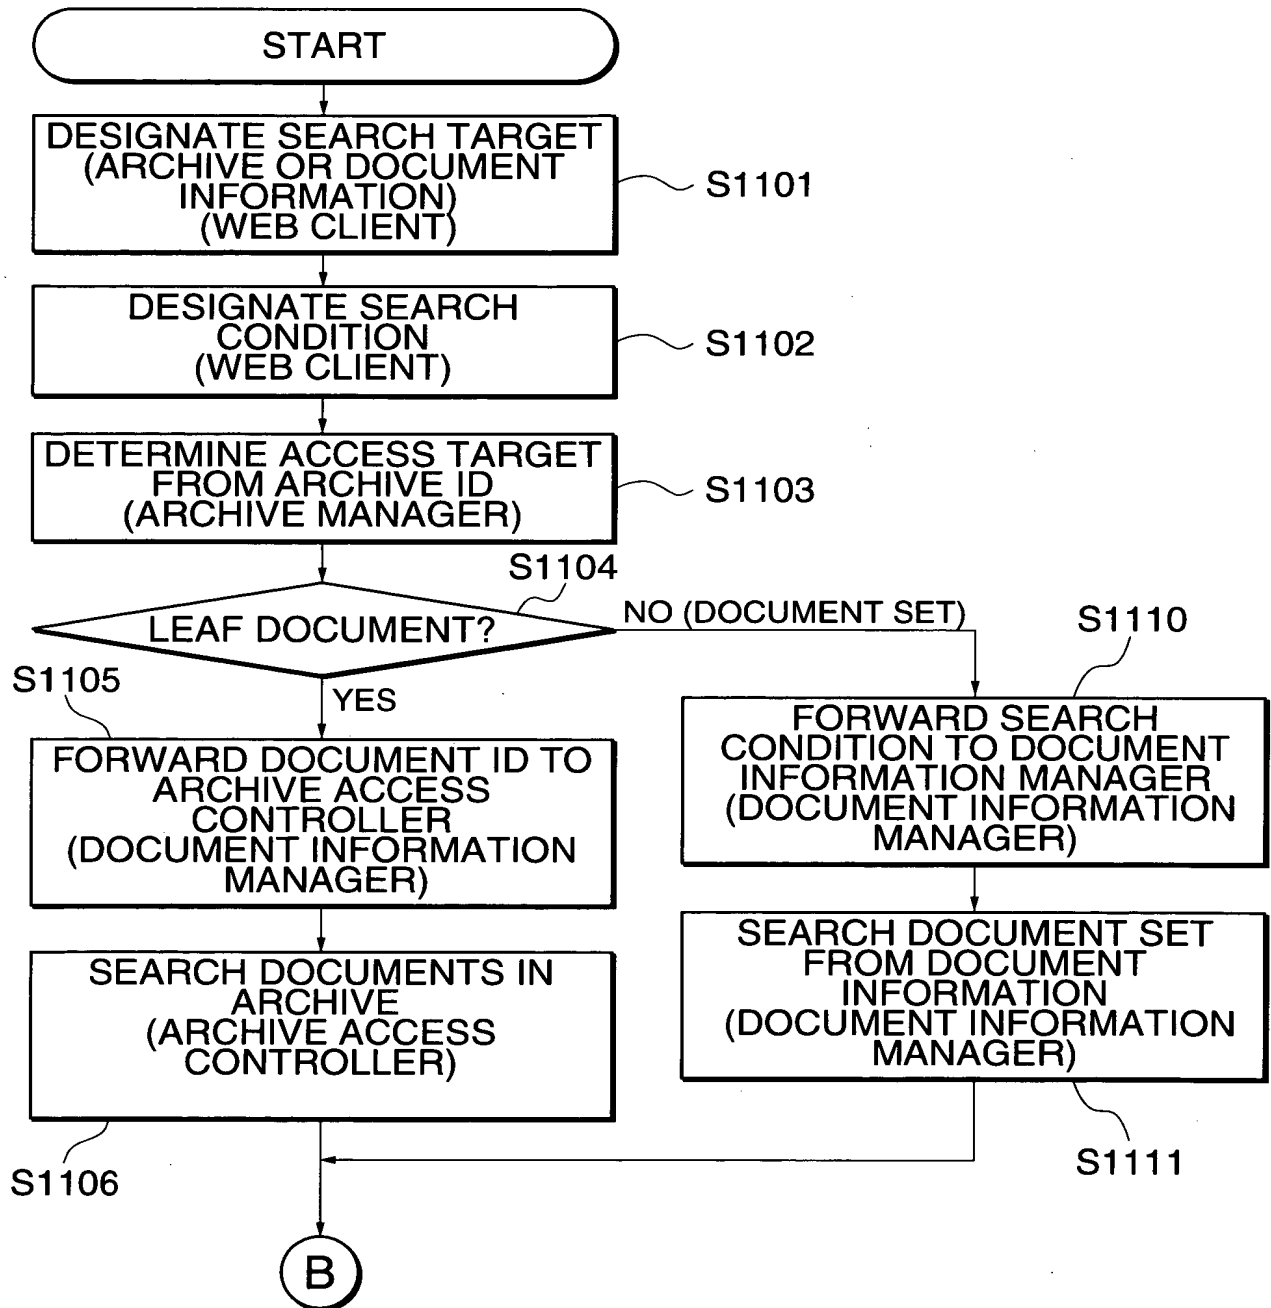 START
DESIGNATE SEARCH TARGET
(ARCHIVE OR DOCUMENT
INFORMATION)
(WEB CLIENT)
S1101
DESIGNATE SEARCH
CONDITION
(WEB CLIENT)
S1102
DETERMINE ACCESS TARGET
FROM ARCHIVE ID
(ARCHIVE MANAGER)
S1103
S1104
LEAF DOCUMENT?
NO (DOCUMENT SET)
YES
S1105
FORWARD DOCUMENT ID TO
ARCHIVE ACCESS
CONTROLLER
(DOCUMENT INFORMATION
MANAGER)
SEARCH DOCUMENTS IN
ARCHIVE
(ARCHIVE ACCESS
CONTROLLER)
S1106
S1110
FORWARD SEARCH
CONDITION TO DOCUMENT
INFORMATION MANAGER
(DOCUMENT INFORMATION
MANAGER)
SEARCH DOCUMENT SET
FROM DOCUMENT
INFORMATION
(DOCUMENT INFORMATION
MANAGER)
S1111
B